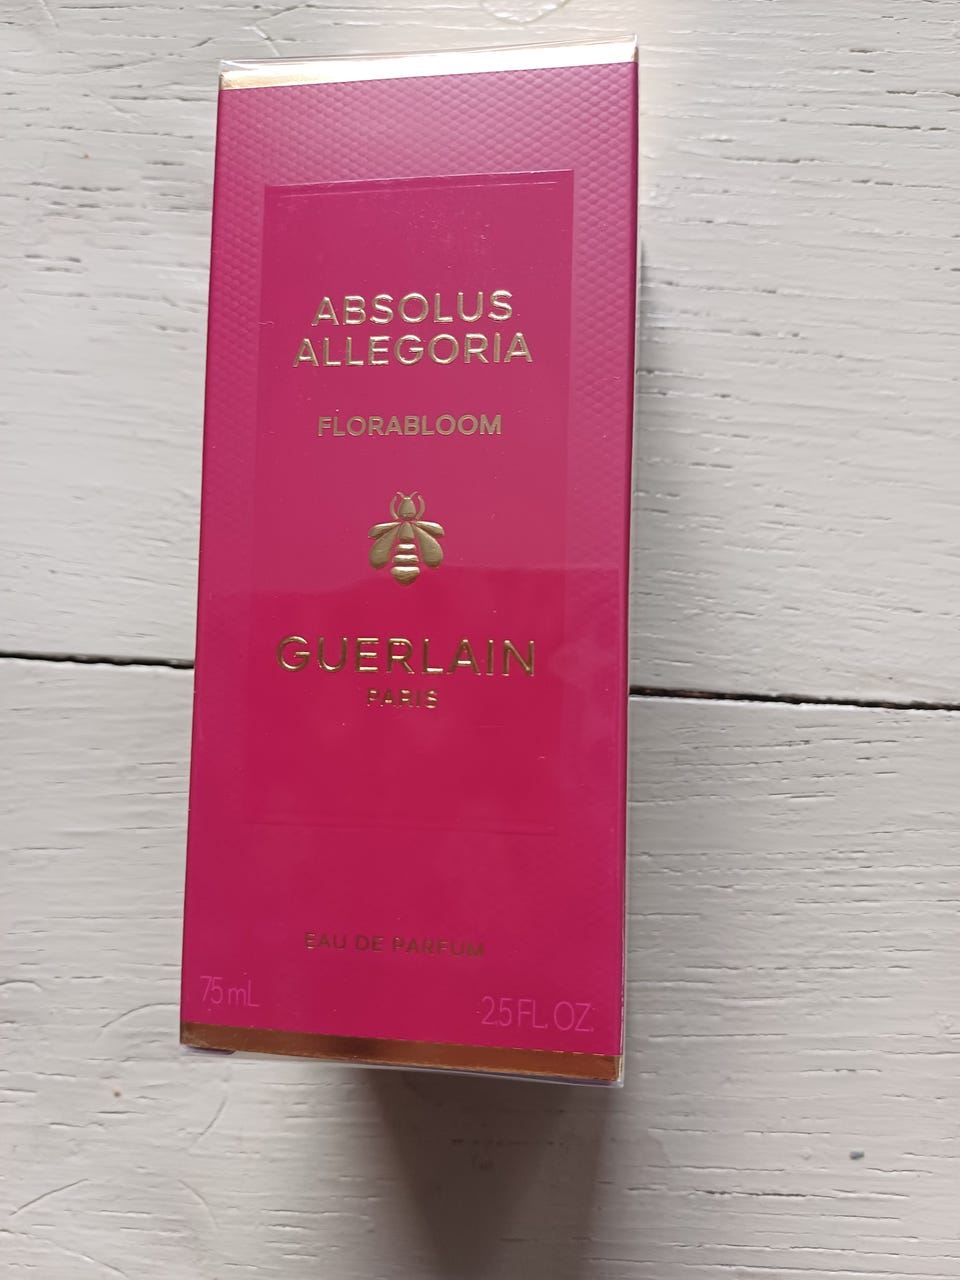 ABSOLUS
ALLEGORIA
FLORABLOOM
GUERLAIN
PARIS
EAU DE PARFUM
75 mL
2.5 FL. OZ.